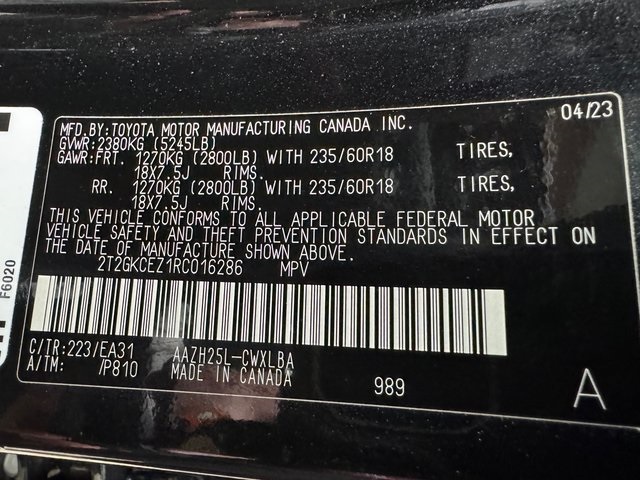 04/23
MFD.BY:TOYOTA MOTOR MANUFACTURING CANADA INC.
GVWR:2380KG (5245LB)
GAWR:FRT. 1270KG (2800LB) WITH 235/60R18 TIRES,
18X7.5J RIMS.
RR. 1270KG (2800LB) WITH 235/60R18 TIRES,
18X7.5J RIMS.
THIS VEHICLE CONFORMS TO ALL APPLICABLE FEDERAL MOTOR
VEHICLE SAFETY AND THEFT PREVENTION STANDARDS IN EFFECT ON
THE DATE OF MANUFACTURE SHOWN ABOVE.
2T2GKCEZ1RC016286 MPV
C/TR:223/EA31 AAZH25L-CWXLBA
A/TM: /P810 MADE IN CANADA
989 A
F6020